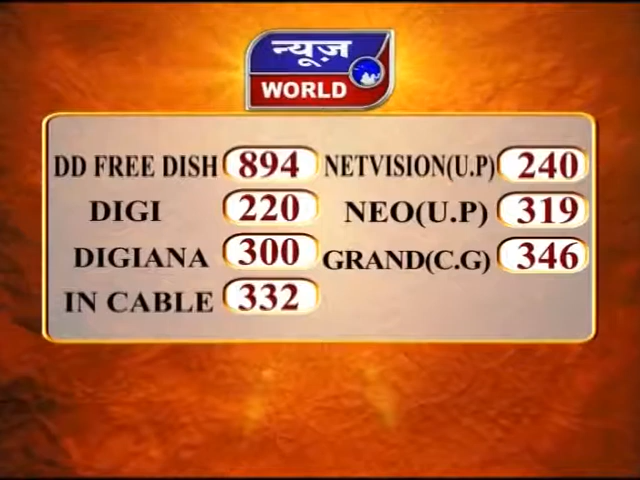 न्यूज़
WORLD
DD FREE DISH 894 NETVISION(U.P) 240
DIGI 220 NEO(U.P) 319
DIGIANA 300 GRAND(C.G) 346
IN CABLE 332